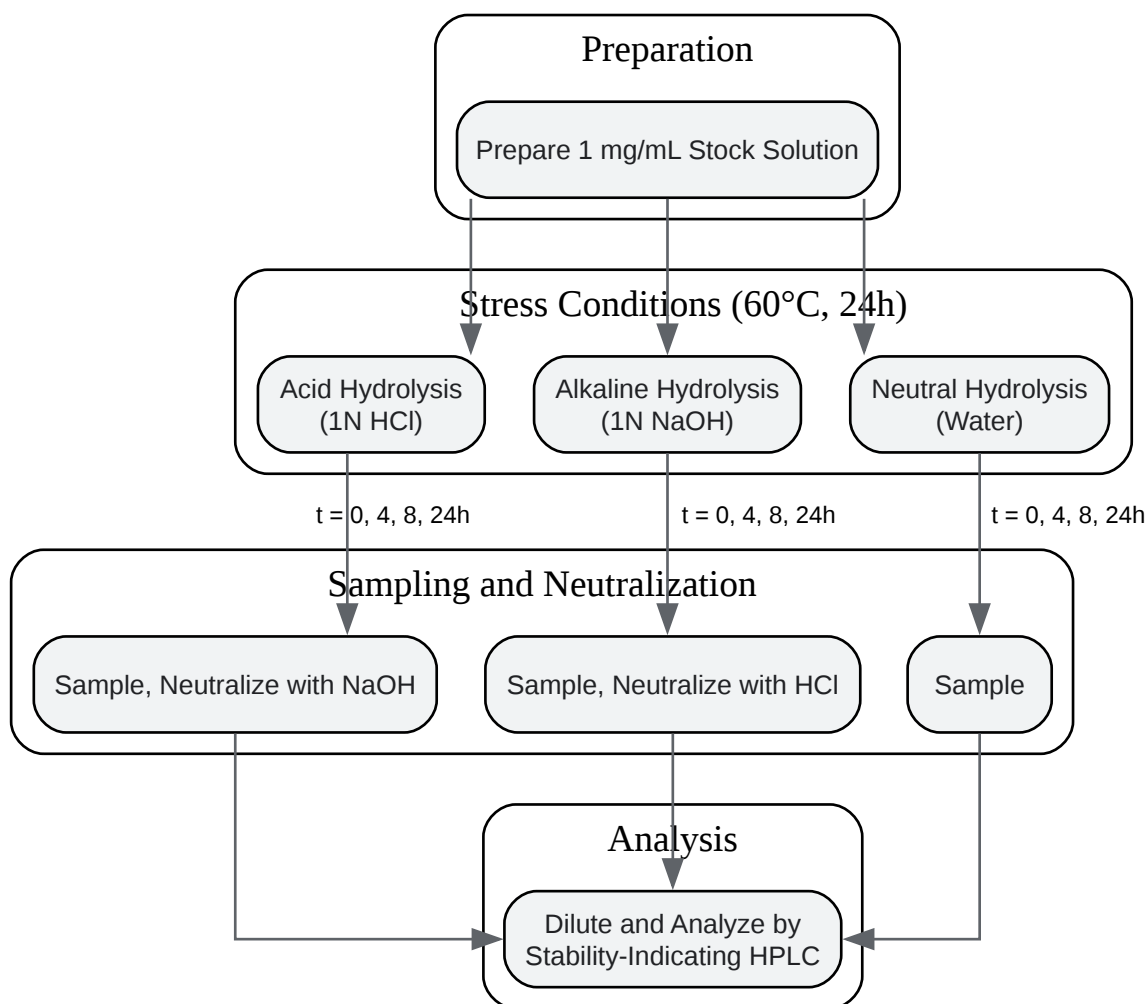 Preparation
Prepare 1 mg/mL Stock Solution
Stress Conditions (60°C, 24h)
Acid Hydrolysis
(1N HCl)
Alkaline Hydrolysis
(1N NaOH)
Neutral Hydrolysis
(Water)
t = 0, 4, 8, 24h
t = 0, 4, 8, 24h
t = 0, 4, 8, 24h
Sampling and Neutralization
Sample, Neutralize with NaOH
Sample, Neutralize with HCl
Sample
Analysis
Dilute and Analyze by
Stability-Indicating HPLC